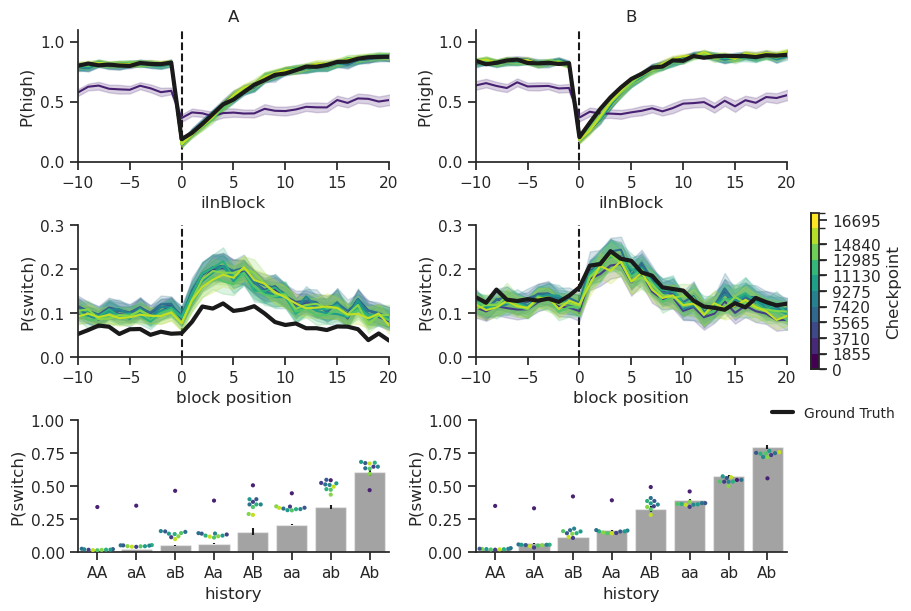 A
B
1.0
0.5
0.0
P(high)
−10 −5 0 5 10 15 20
iInBlock
1.0
0.5
0.0
P(high)
−10 −5 0 5 10 15 20
iInBlock
0.3
0.2
0.1
0.0
P(switch)
−10 −5 0 5 10 15 20
block position
0.3
0.2
0.1
0.0
P(switch)
−10 −5 0 5 10 15 20
block position
16695
14840
12985
11130
9275
7420
5565
3710
1855
0
Checkpoint
Ground Truth
1.00
0.75
0.50
0.25
0.00
P(switch)
AA aA aB Aa AB aa ab Ab
history
1.00
0.75
0.50
0.25
0.00
P(switch)
AA aA aB Aa AB aa ab Ab
history